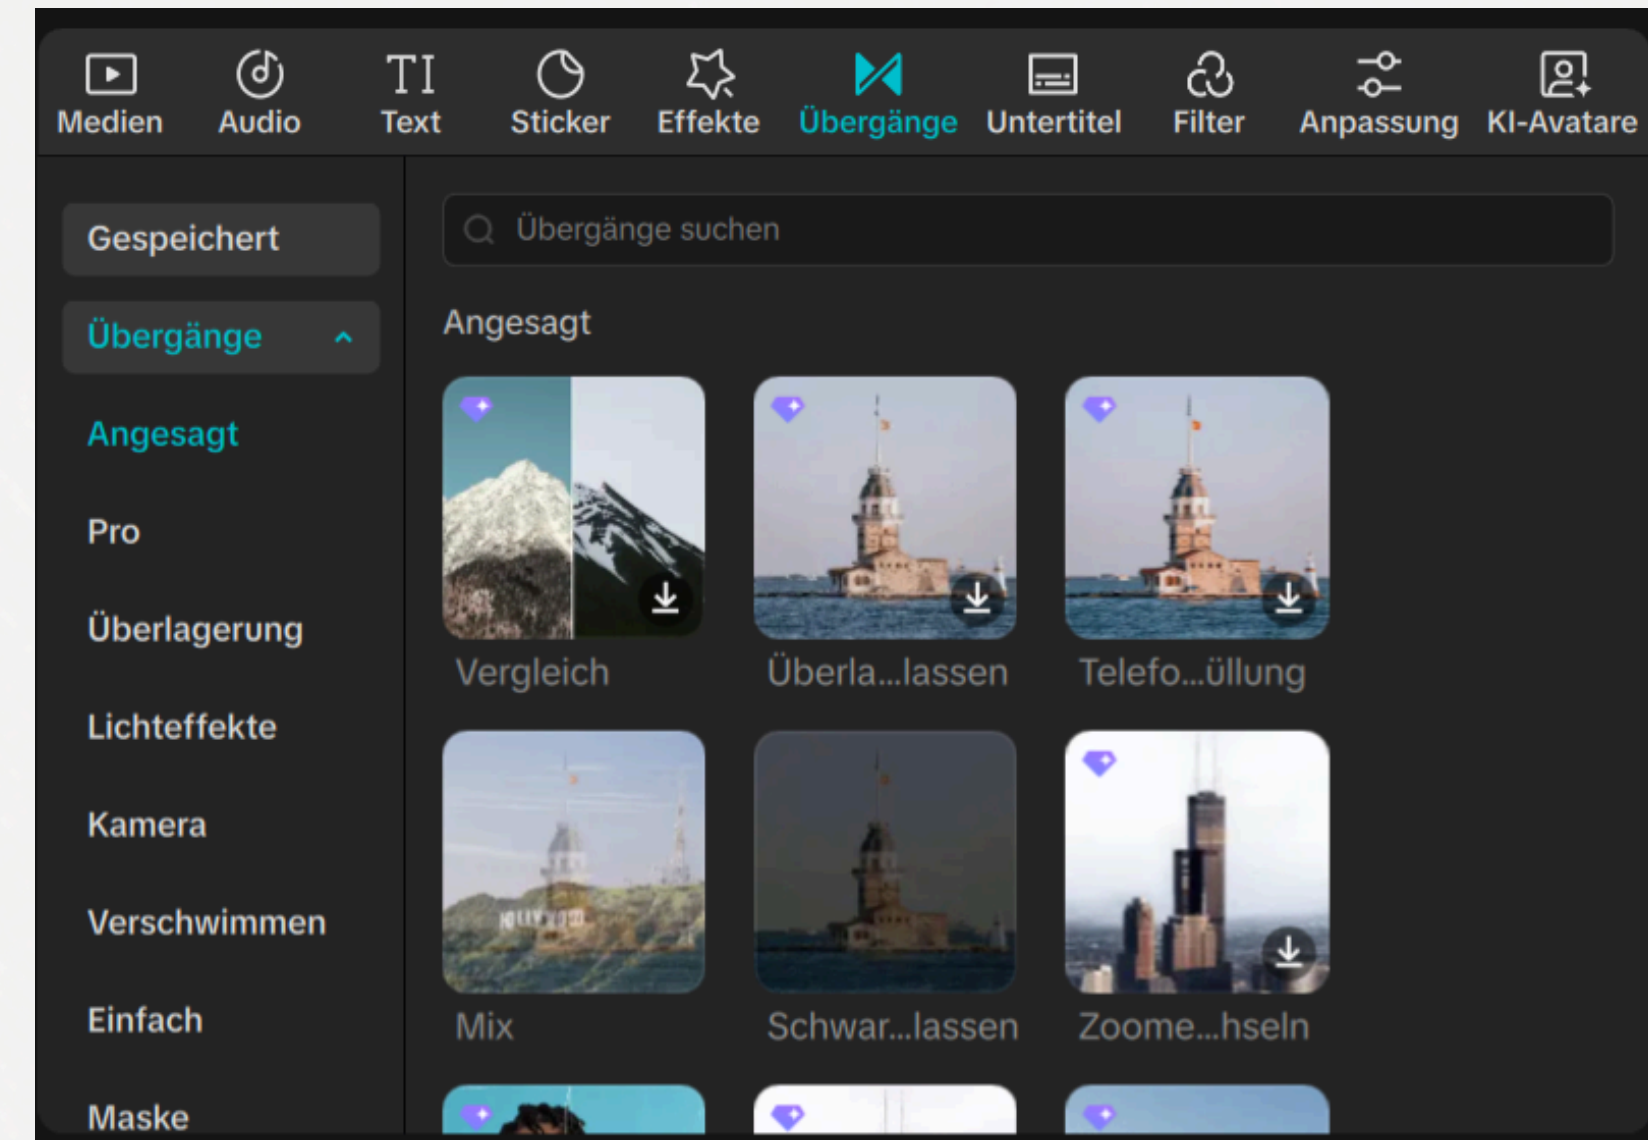 Medien Audio Text Sticker Effekte Übergänge Untertitel Filter Anpassung KI-Avatare
Gespeichert
Übergänge
Angesagt
Pro
Überlagerung
Lichteffekte
Kamera
Verschwimmen
Einfach
Maske
Übergänge suchen
Angesagt
Vergleich Überla...lassen Telefo...üllung
HOLLYWOOD
Mix Schwar...lassen Zoome...hseln